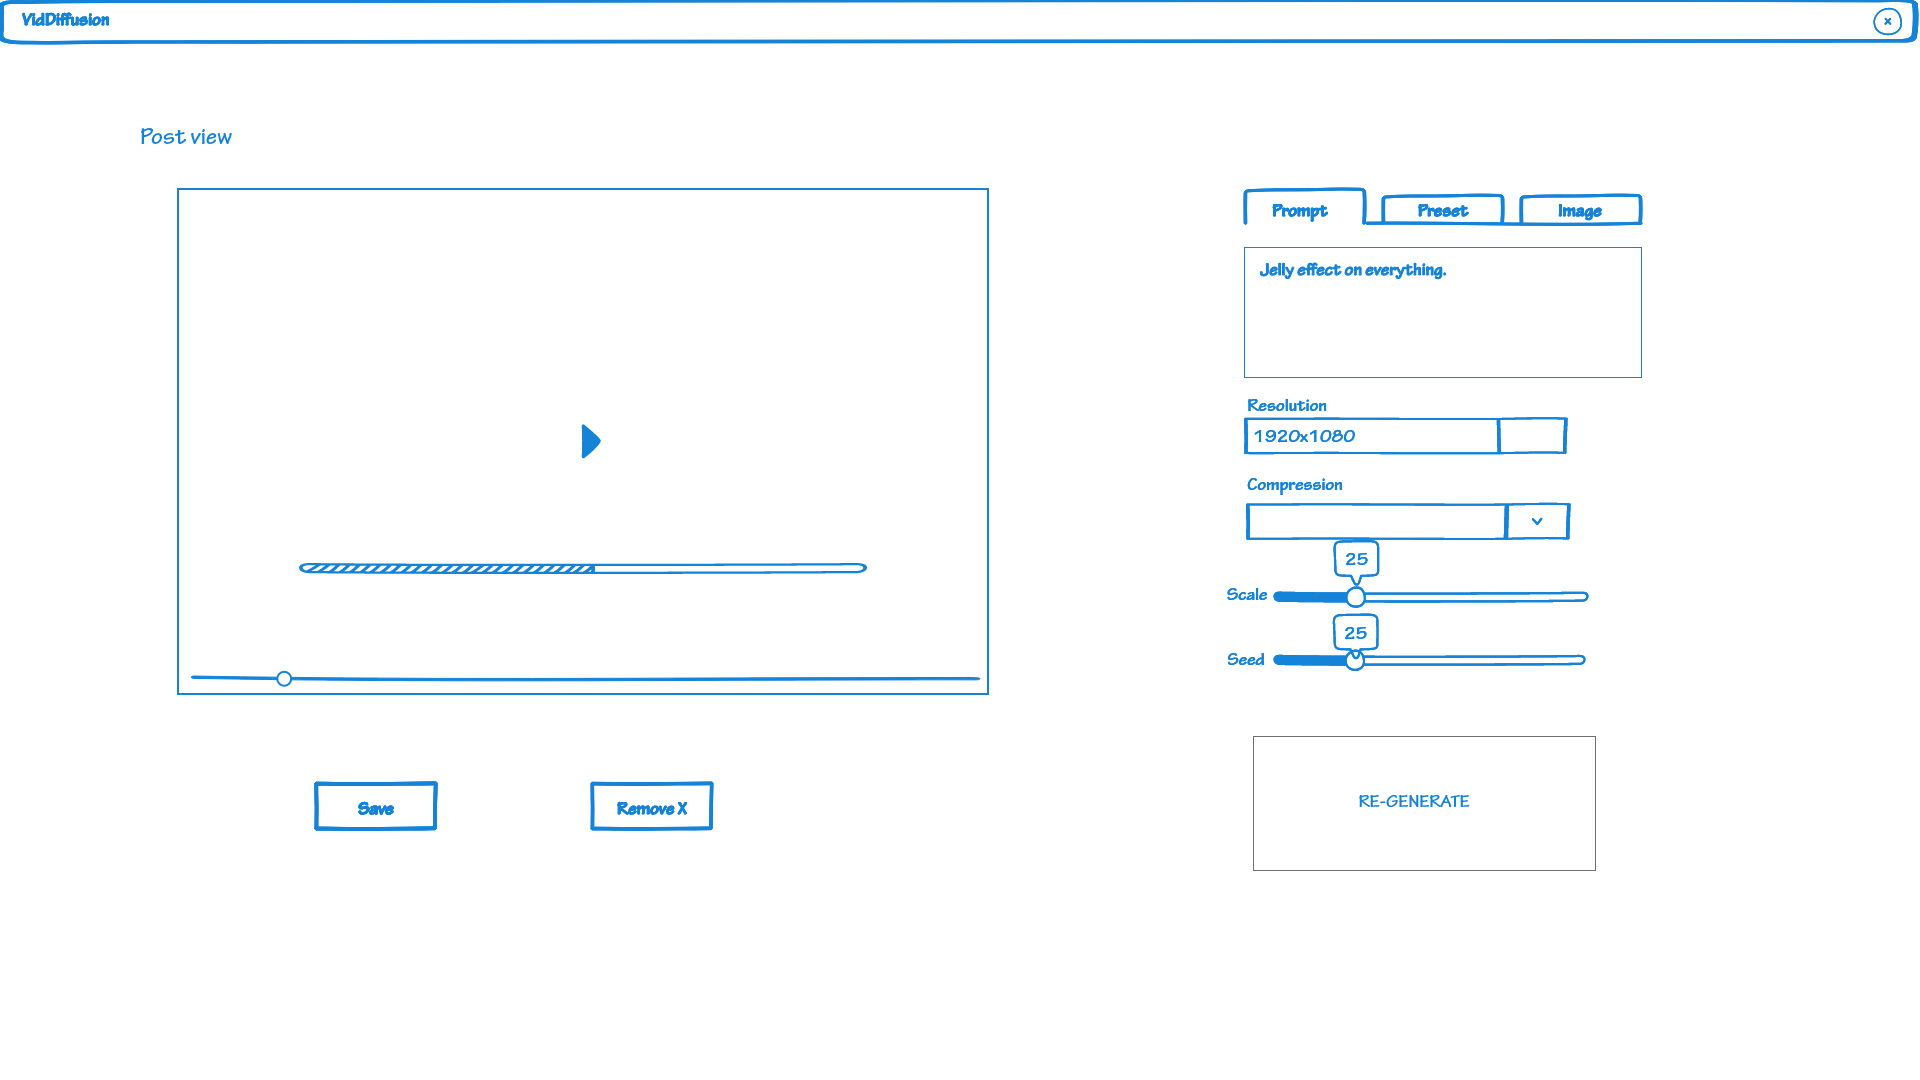 VidDiffusion
×
Post view
Prompt
Preset
Image
Jelly effect on everything.
Resolution
1920x1080
Compression
25
Scale
25
Seed
Save
Remove X
RE-GENERATE